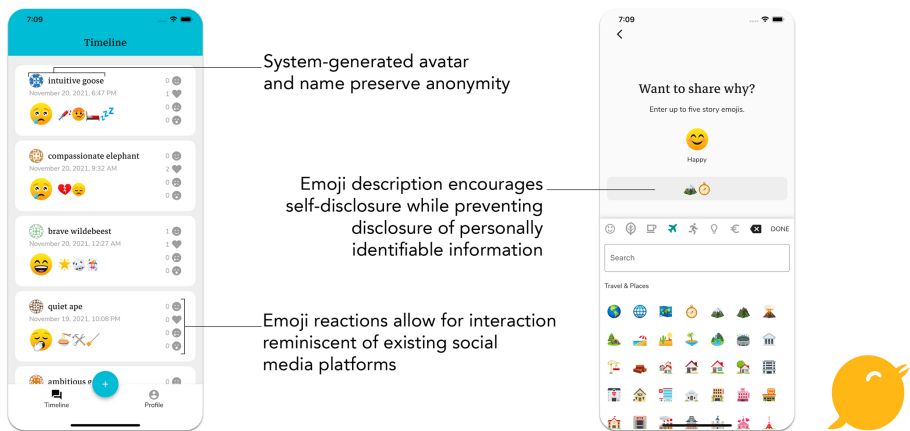 7:09
Timeline
intuitive goose
November 20, 2021, 6:47 PM
0
1
0
0
compassionate elephant
November 20, 2021, 9:32 AM
0
2
0
0
brave wildebeest
November 20, 2021, 12:27 AM
1
1
0
0
quiet ape
November 19, 2021, 10:08 PM
0
0
0
0
ambitious g
0
+
Timeline
Profile
System-generated avatar
and name preserve anonymity
Emoji description encourages
self-disclosure while preventing
disclosure of personally
identifiable information
Emoji reactions allow for interaction
reminiscent of existing social
media platforms
7:09
Want to share why?
Enter up to five story emojis.
Happy
DONE
Search
Travel & Places